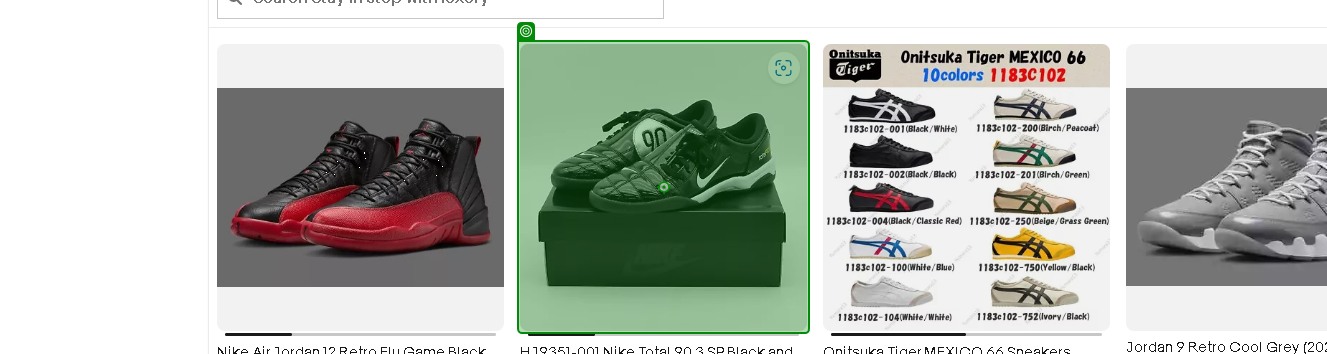 Search Stay in step with luxury
Onitsuka
Tiger
Onitsuka Tiger MEXICO 66
10colors 1183C102
1183c102-001(Black/White)
1183c102-200(Birch/Peacoat)
1183c102-002(Black/Black)
1183c102-201(Birch/Green)
1183c102-004(Black/Classic Red)
1183c102-250(Beige/Grass Green)
1183c102-100(White/Blue)
1183c102-750(Yellow/Black)
1183c102-104(White/White)
1183c102-752(Ivory/Black)
90
Nike Air Jordan 12 Retro Flu Game Black
HJ9351-001 Nike Total 90 3 SP Black and
Onitsuka Tiger MEXICO 66 Sneakers
Jordan 9 Retro Cool Grey (202